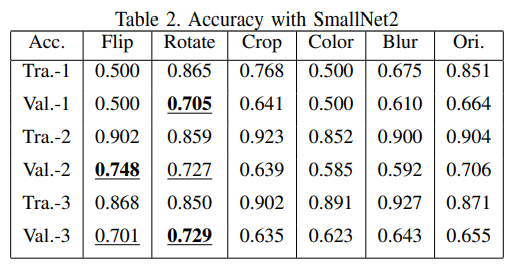 Table 2. Accuracy with SmallNet2
Acc. Flip Rotate Crop Color Blur Ori.
Tra.-1 0.500 0.865 0.768 0.500 0.675 0.851
Val.-1 0.500 0.705 0.641 0.500 0.610 0.664
Tra.-2 0.902 0.859 0.923 0.852 0.900 0.904
Val.-2 0.748 0.727 0.639 0.585 0.592 0.706
Tra.-3 0.868 0.850 0.902 0.891 0.927 0.871
Val.-3 0.701 0.729 0.635 0.623 0.643 0.655